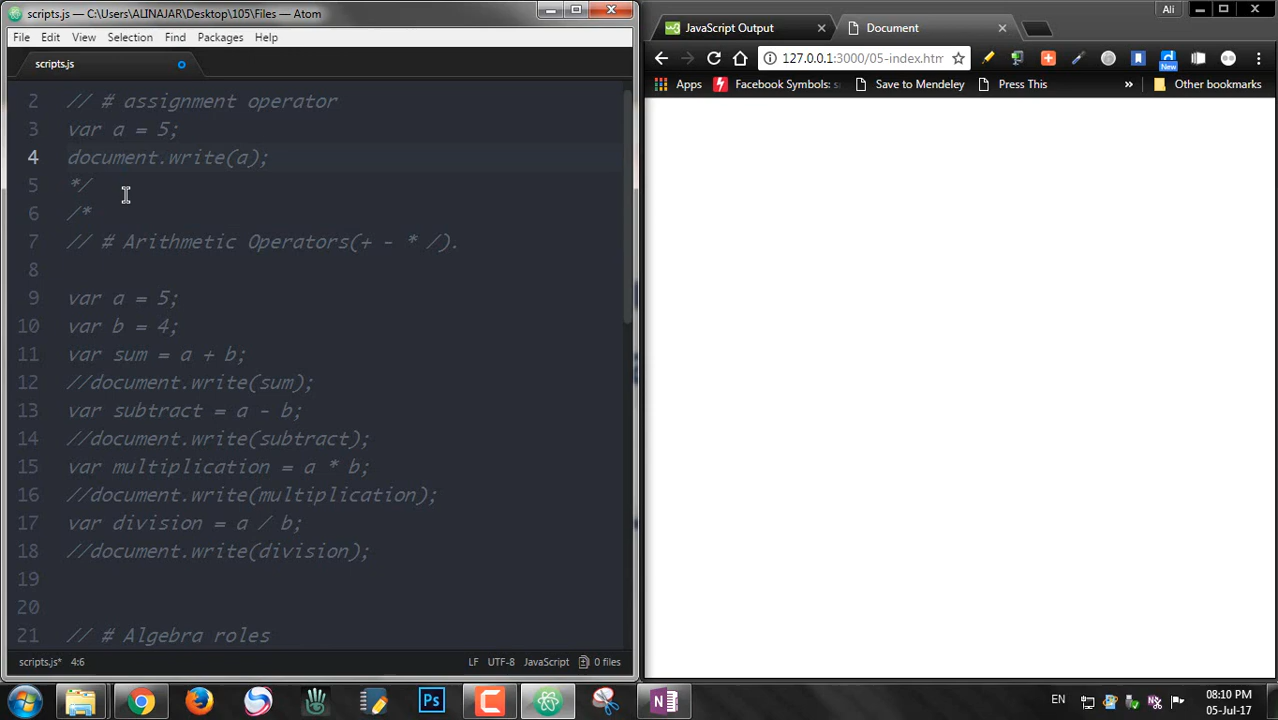 scripts.js — C:\Users\ALINAJAR\Desktop\105\Files — Atom
File Edit View Selection Find Packages Help
scripts.js
2 // # assignment operator
3 var a = 5;
4 document.write(a);
5 */
6 /*
7 // # Arithmetic Operators(+ - * /).
8
9 var a = 5;
10 var b = 4;
11 var sum = a + b;
12 //document.write(sum);
13 var subtract = a - b;
14 //document.write(subtract);
15 var multiplication = a * b;
16 //document.write(multiplication);
17 var division = a / b;
18 //document.write(division);
19
20
21 // # Algebra roles
scripts.js* 4:6 LF UTF-8 JavaScript 0 files
Ali
JavaScript Output Document
127.0.0.1:3000/05-index.htm
New
Apps Facebook Symbols: Save to Mendeley Press This » Other bookmarks
Ps
EN
08:10 PM
05-Jul-17